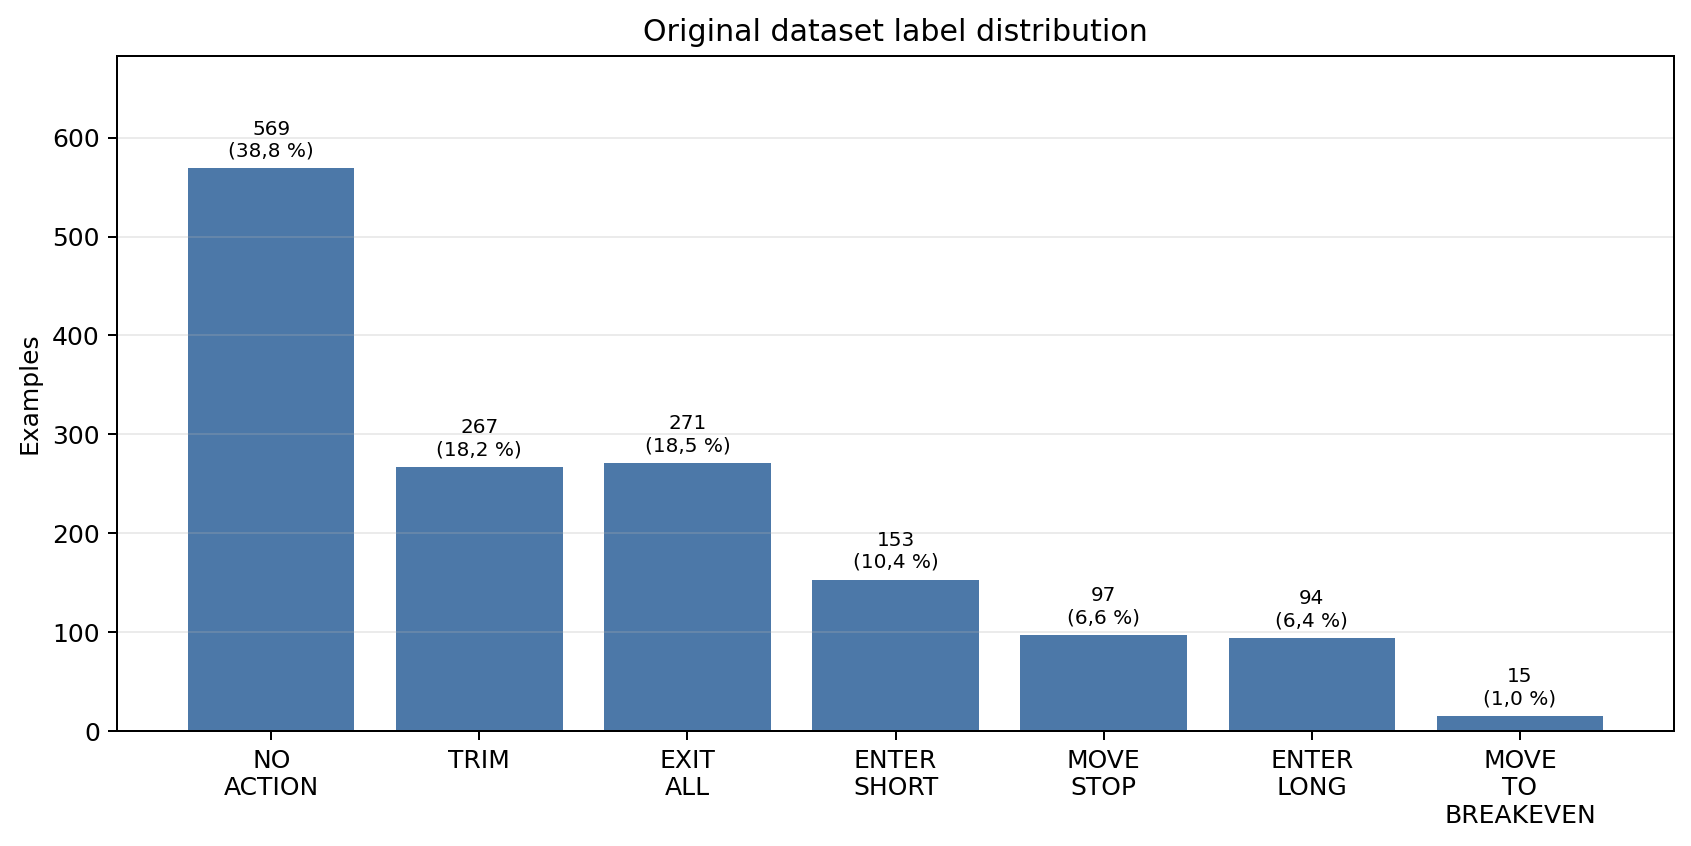 Original dataset label distribution
Examples
600
500
400
300
200
100
0
569
(38,8 %)
267
(18,2 %)
271
(18,5 %)
153
(10,4 %)
97
(6,6 %)
94
(6,4 %)
15
(1,0 %)
NO
ACTION
TRIM
EXIT
ALL
ENTER
SHORT
MOVE
STOP
ENTER
LONG
MOVE
TO
BREAKEVEN